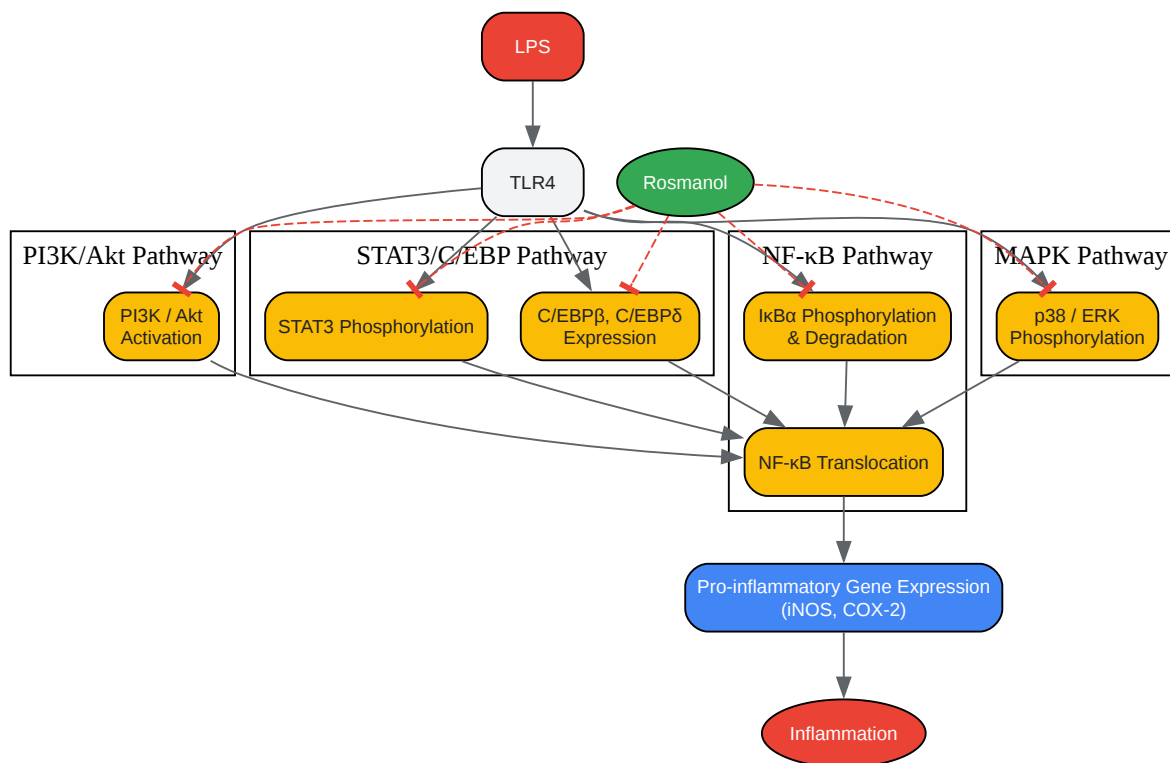 LPS
TLR4
Rosmanol
PI3K/Akt Pathway
STAT3/C/EBP Pathway
NF-κB Pathway
MAPK Pathway
PI3K / Akt
Activation
STAT3 Phosphorylation
C/EBPβ, C/EBPδ
Expression
IκBα Phosphorylation
& Degradation
p38 / ERK
Phosphorylation
NF-κB Translocation
Pro-inflammatory Gene Expression
(iNOS, COX-2)
Inflammation